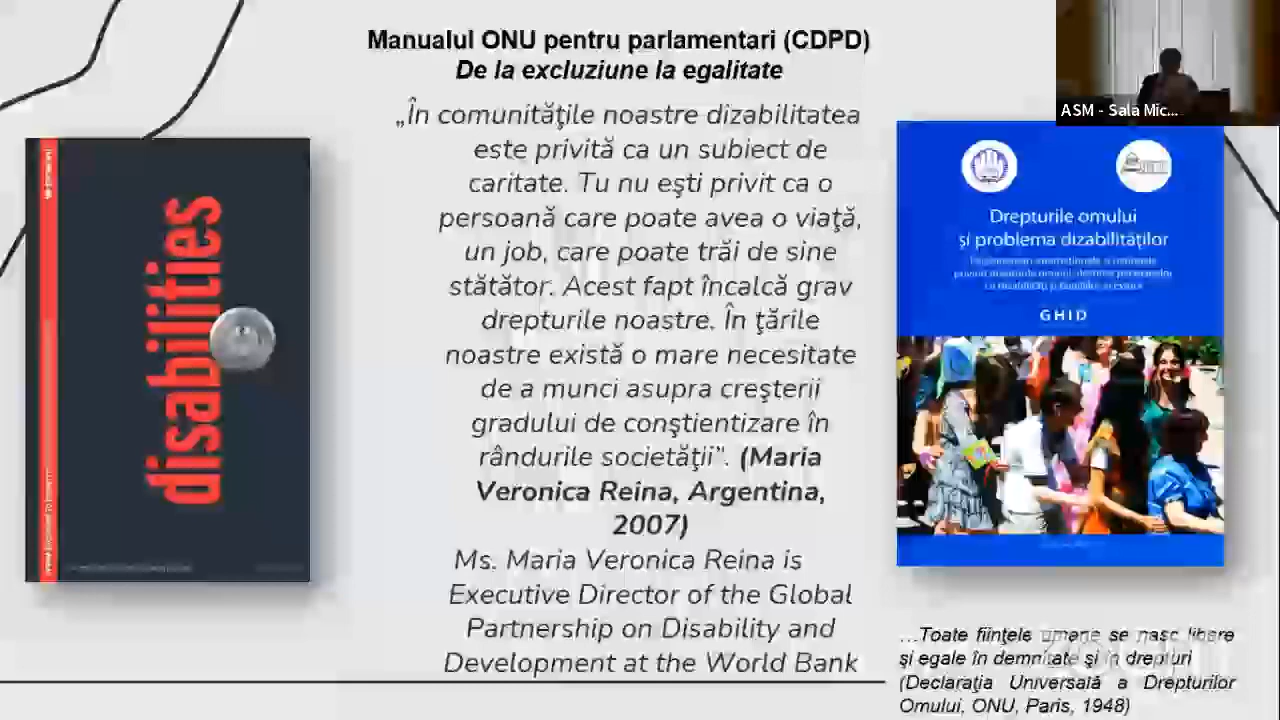 Manualul ONU pentru parlamentari (CDPD)
De la excluziune la egalitate
„În comunităţile noastre dizabilitatea
este privită ca un subiect de
caritate. Tu nu eşti privit ca o
persoană care poate avea o viaţă,
un job, care poate trăi de sine
stătător. Acest fapt încalcă grav
drepturile noastre. În ţările
noastre există o mare necesitate
de a munci asupra creşterii
gradului de conştientizare în
rândurile societăţii”. (Maria
Veronica Reina, Argentina,
2007)
Ms. Maria Veronica Reina is
Executive Director of the Global
Partnership on Disability and
Development at the World Bank
disabilities
ASM - Sala Mic...
Drepturile omului
şi problema dizabilităţilor
GHID
...Toate fiinţele umane se nasc libere
şi egale în demnitate şi în drepturi
(Declaraţia Universală a Drepturilor
Omului, ONU, Paris, 1948)
zoom